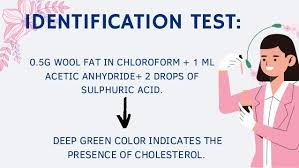 IDENTIFICATION TEST:
0.5G WOOL FAT IN CHLOROFORM + 1 ML
ACETIC ANHYDRIDE+ 2 DROPS OF
SULPHURIC ACID.
DEEP GREEN COLOR INDICATES THE
PRESENCE OF CHOLESTEROL.